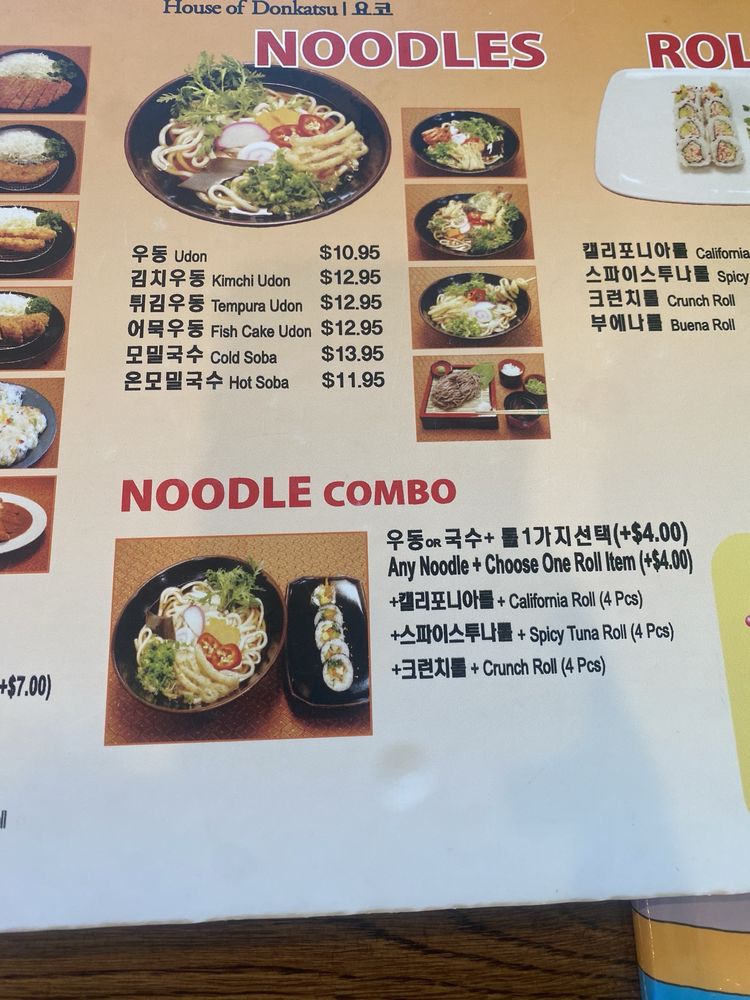 House of Donkatsu | 요코
NOODLES
우동 Udon $10.95
김치우동 Kimchi Udon $12.95
튀김우동 Tempura Udon $12.95
어묵우동 Fish Cake Udon $12.95
모밀국수 Cold Soba $13.95
온모밀국수 Hot Soba $11.95
ROL
캘리포니아롤 California
스파이스투나롤 Spicy
크런치롤 Crunch Roll
부에나롤 Buena Roll
NOODLE COMBO
우동OR국수+ 롤1가지선택(+$4.00)
Any Noodle + Choose One Roll Item (+$4.00)
+캘리포니아롤 + California Roll (4 Pcs)
+스파이스투나롤 + Spicy Tuna Roll (4 Pcs)
+크런치롤 + Crunch Roll (4 Pcs)
+$7.00)